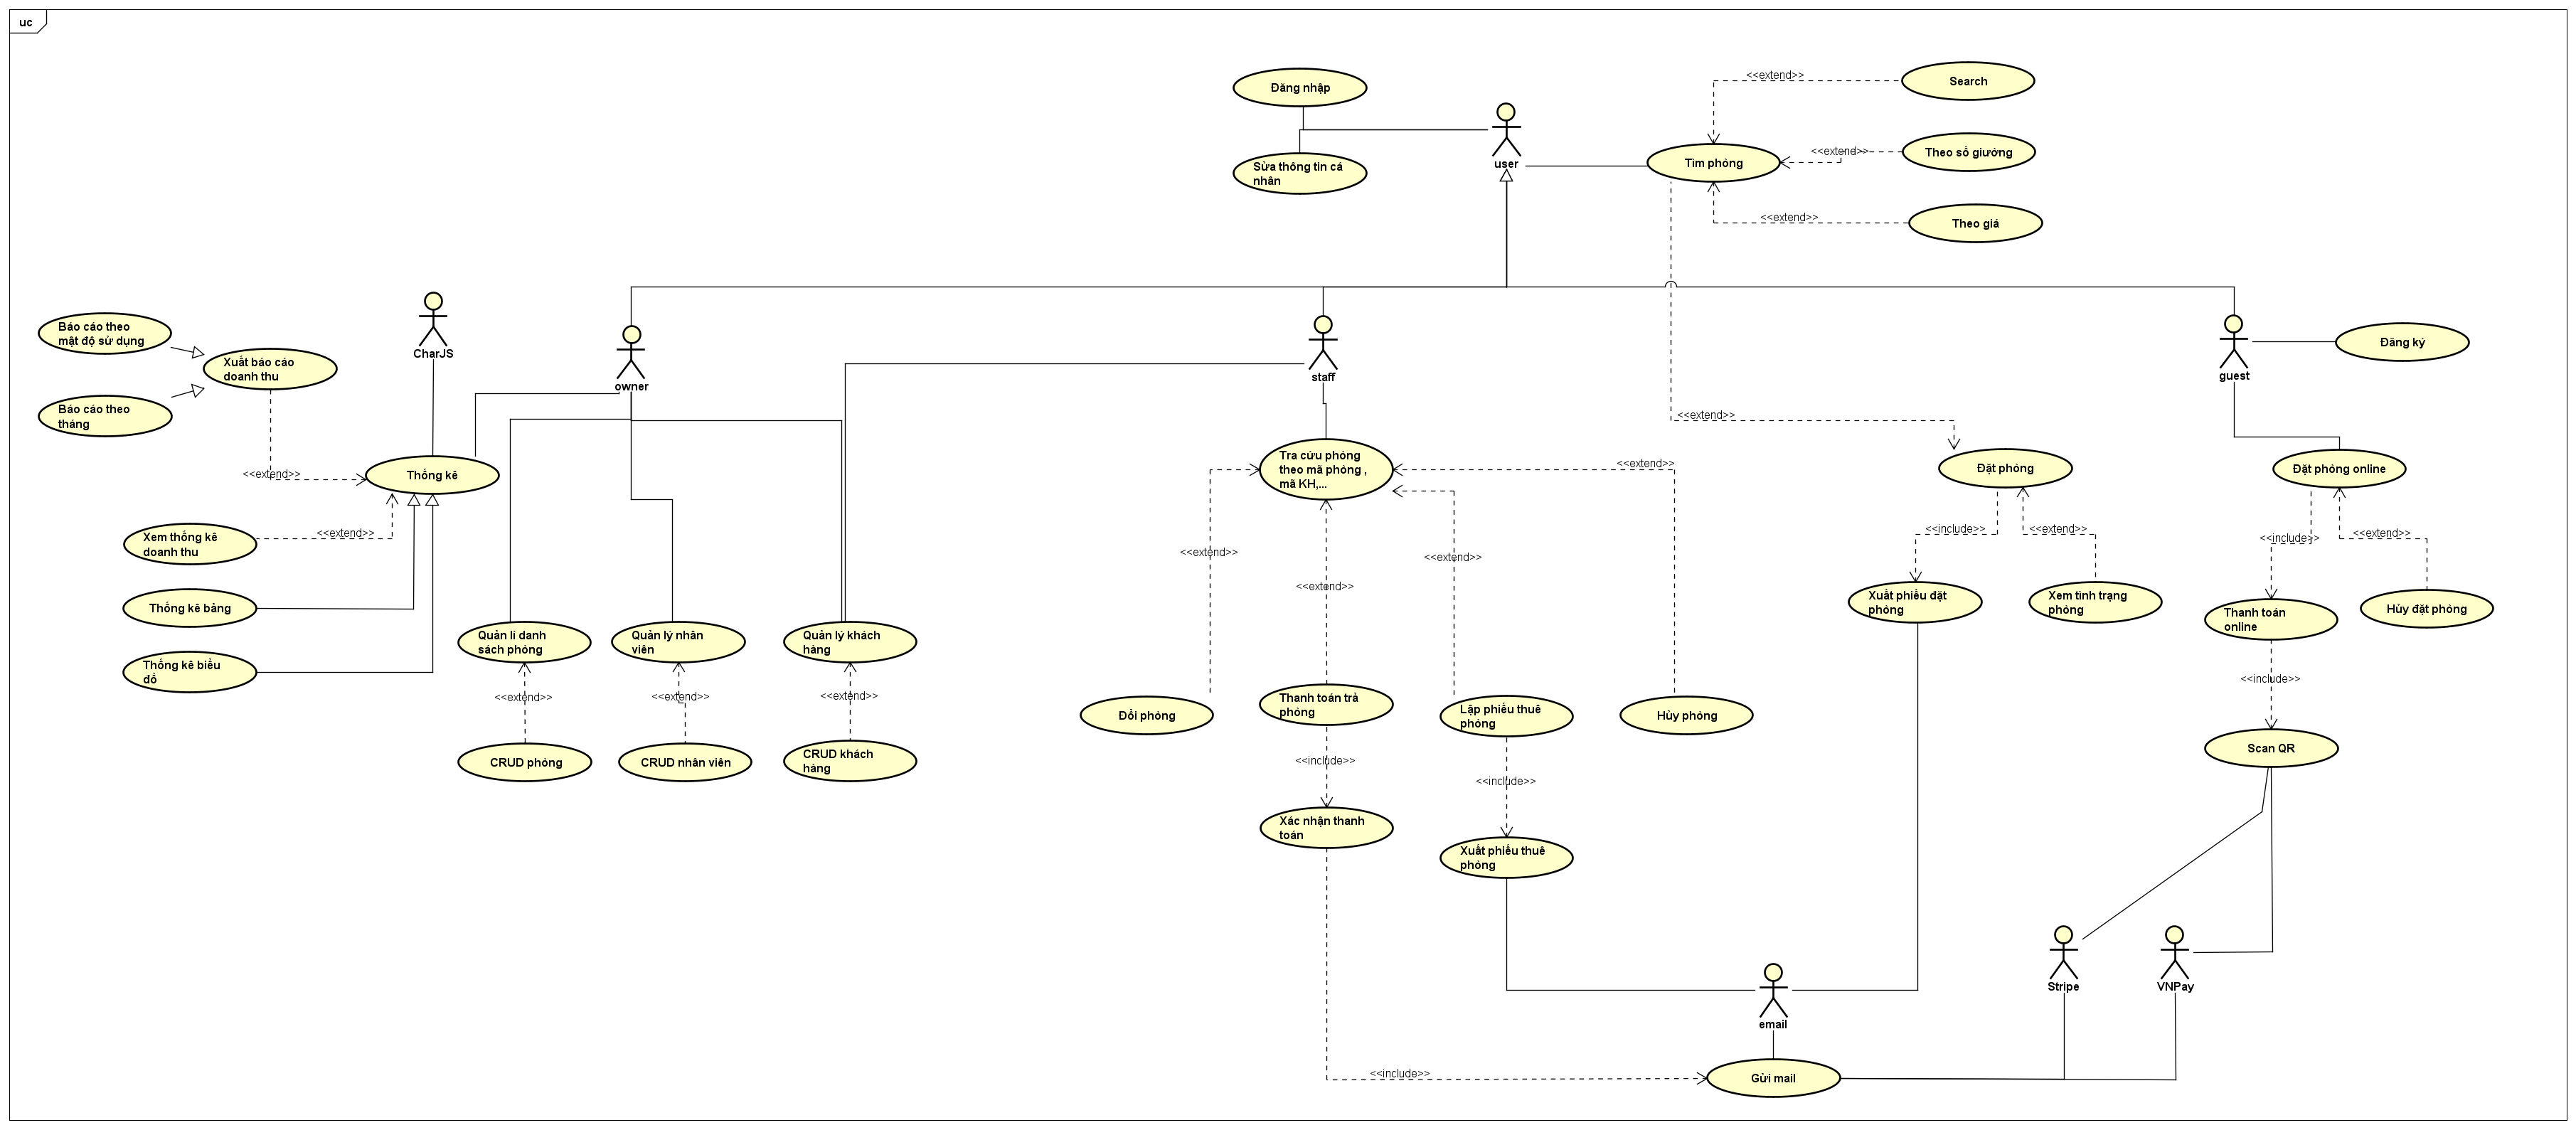 uc
Đăng nhập
Sửa thông tin cá
nhân
user
Tìm phòng
<<extend>>
Search
<<extend>>
Theo số giường
<<extend>>
Theo giá
Báo cáo theo
mật độ sử dụng
Báo cáo theo
tháng
Xuất báo cáo
doanh thu
CharJS
owner
staff
guest
Đăng ký
<<extend>>
Thống kê
<<extend>>
Xem thống kê
doanh thu
Thống kê bảng
Thống kê biểu
đồ
Quản lí danh
sách phòng
Quản lý nhân
viên
Quản lý khách
hàng
<<extend>>
<<extend>>
<<extend>>
CRUD phòng
CRUD nhân viên
CRUD khách
hàng
Tra cứu phòng
theo mã phòng ,
mã KH,...
<<extend>>
<<extend>>
<<extend>>
<<extend>>
Đổi phòng
Thanh toán trả
phòng
Lập phiếu thuê
phòng
Hủy phòng
<<include>>
<<include>>
Xác nhận thanh
toán
Xuất phiếu thuê
phòng
<<extend>>
Đặt phòng
<<include>>
<<extend>>
Xuất phiếu đặt
phòng
Xem tình trạng
phòng
Đặt phòng online
<<include>>
<<extend>>
Thanh toán
online
Hủy đặt phòng
<<include>>
Scan QR
Stripe
VNPay
email
<<include>>
Gửi mail